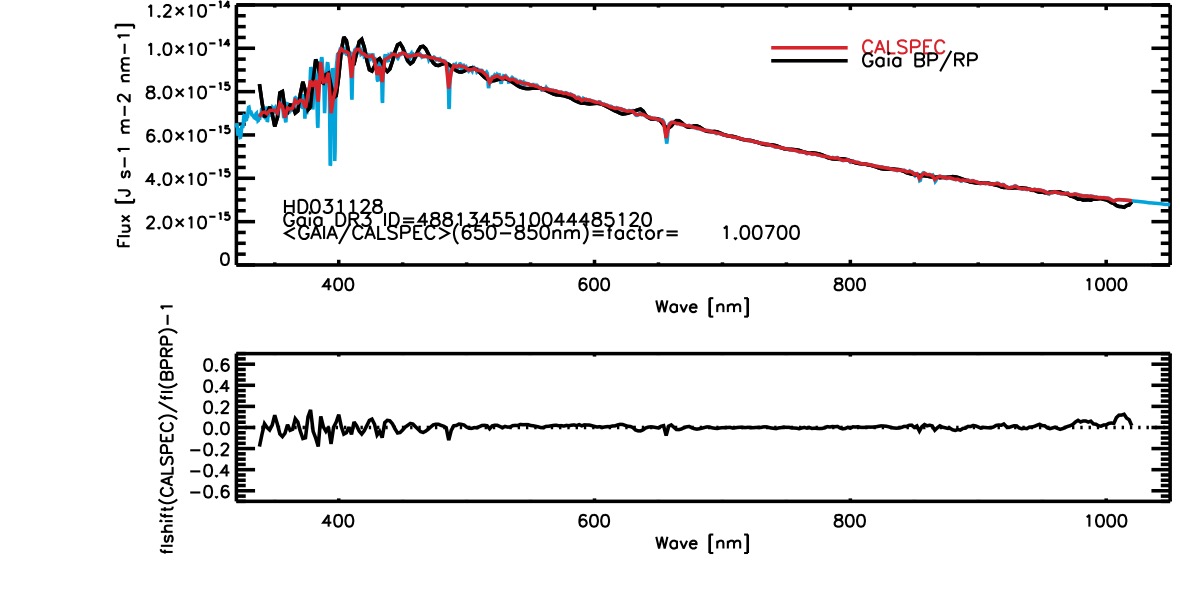 1.2×10−14
1.0×10−14
8.0×10−15
6.0×10−15
4.0×10−15
2.0×10−15
0
Flux [J s−1 m−2 nm−1]
CALSPEC
Gaia BP/RP
HD031128
Gaia DR3 ID=4881345510044485120
<GAIA/CALSPEC>(650−850nm)=factor= 1.00700
400 600 800 1000
Wave [nm]
0.6
0.4
0.2
0.0
−0.2
−0.4
−0.6
flshift(CALSPEC)/fl(BPRP)−1
400 600 800 1000
Wave [nm]